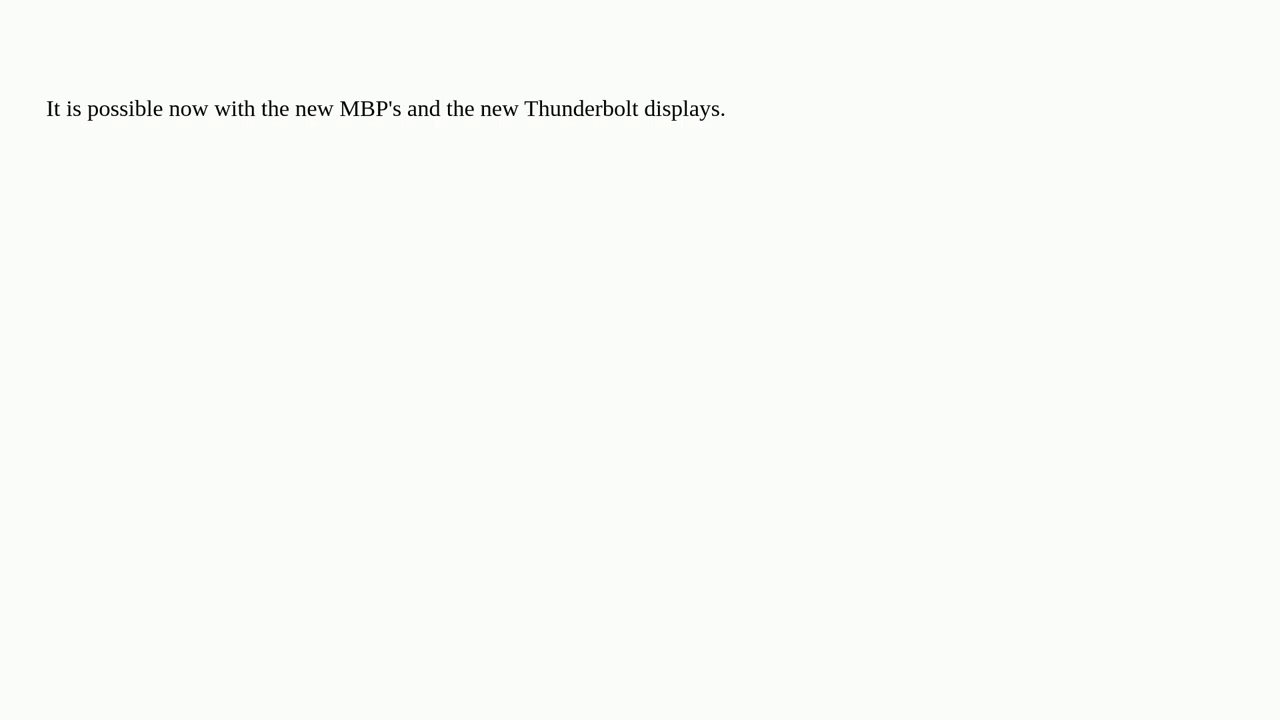 It is possible now with the new MBP's and the new Thunderbolt displays.